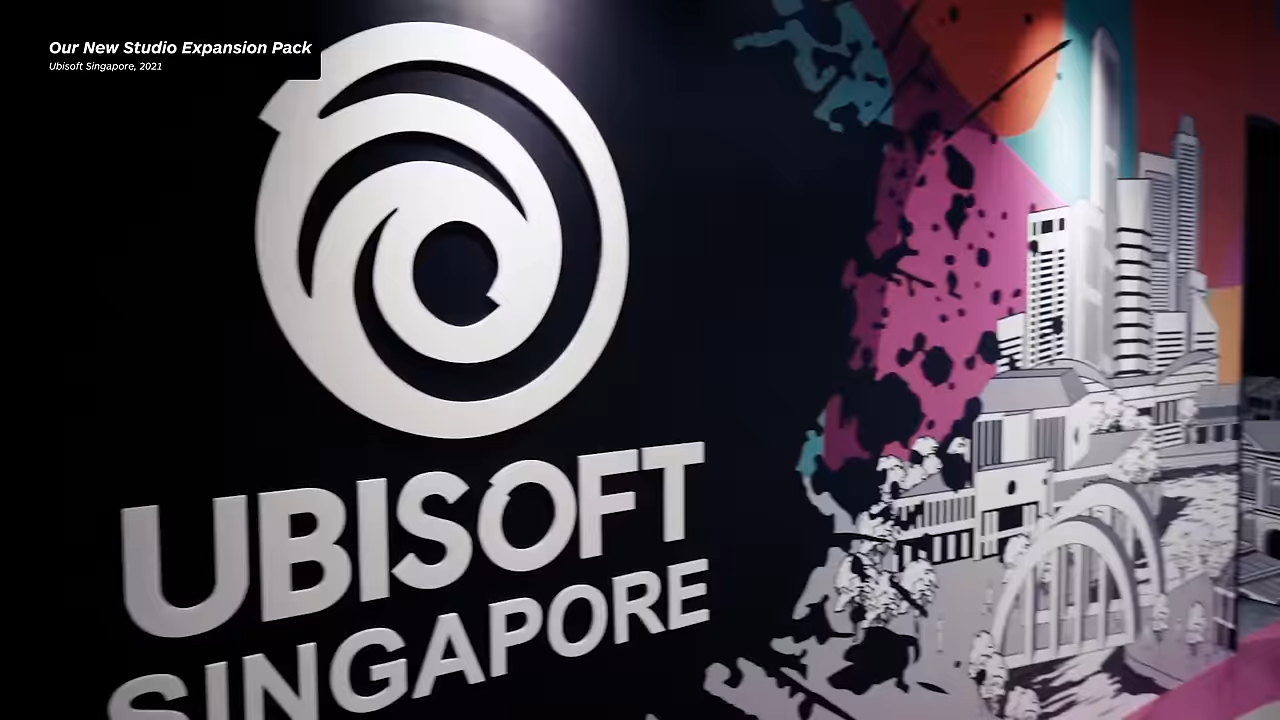 Our New Studio Expansion Pack
Ubisoft Singapore, 2021
UBISOFT
SINGAPORE